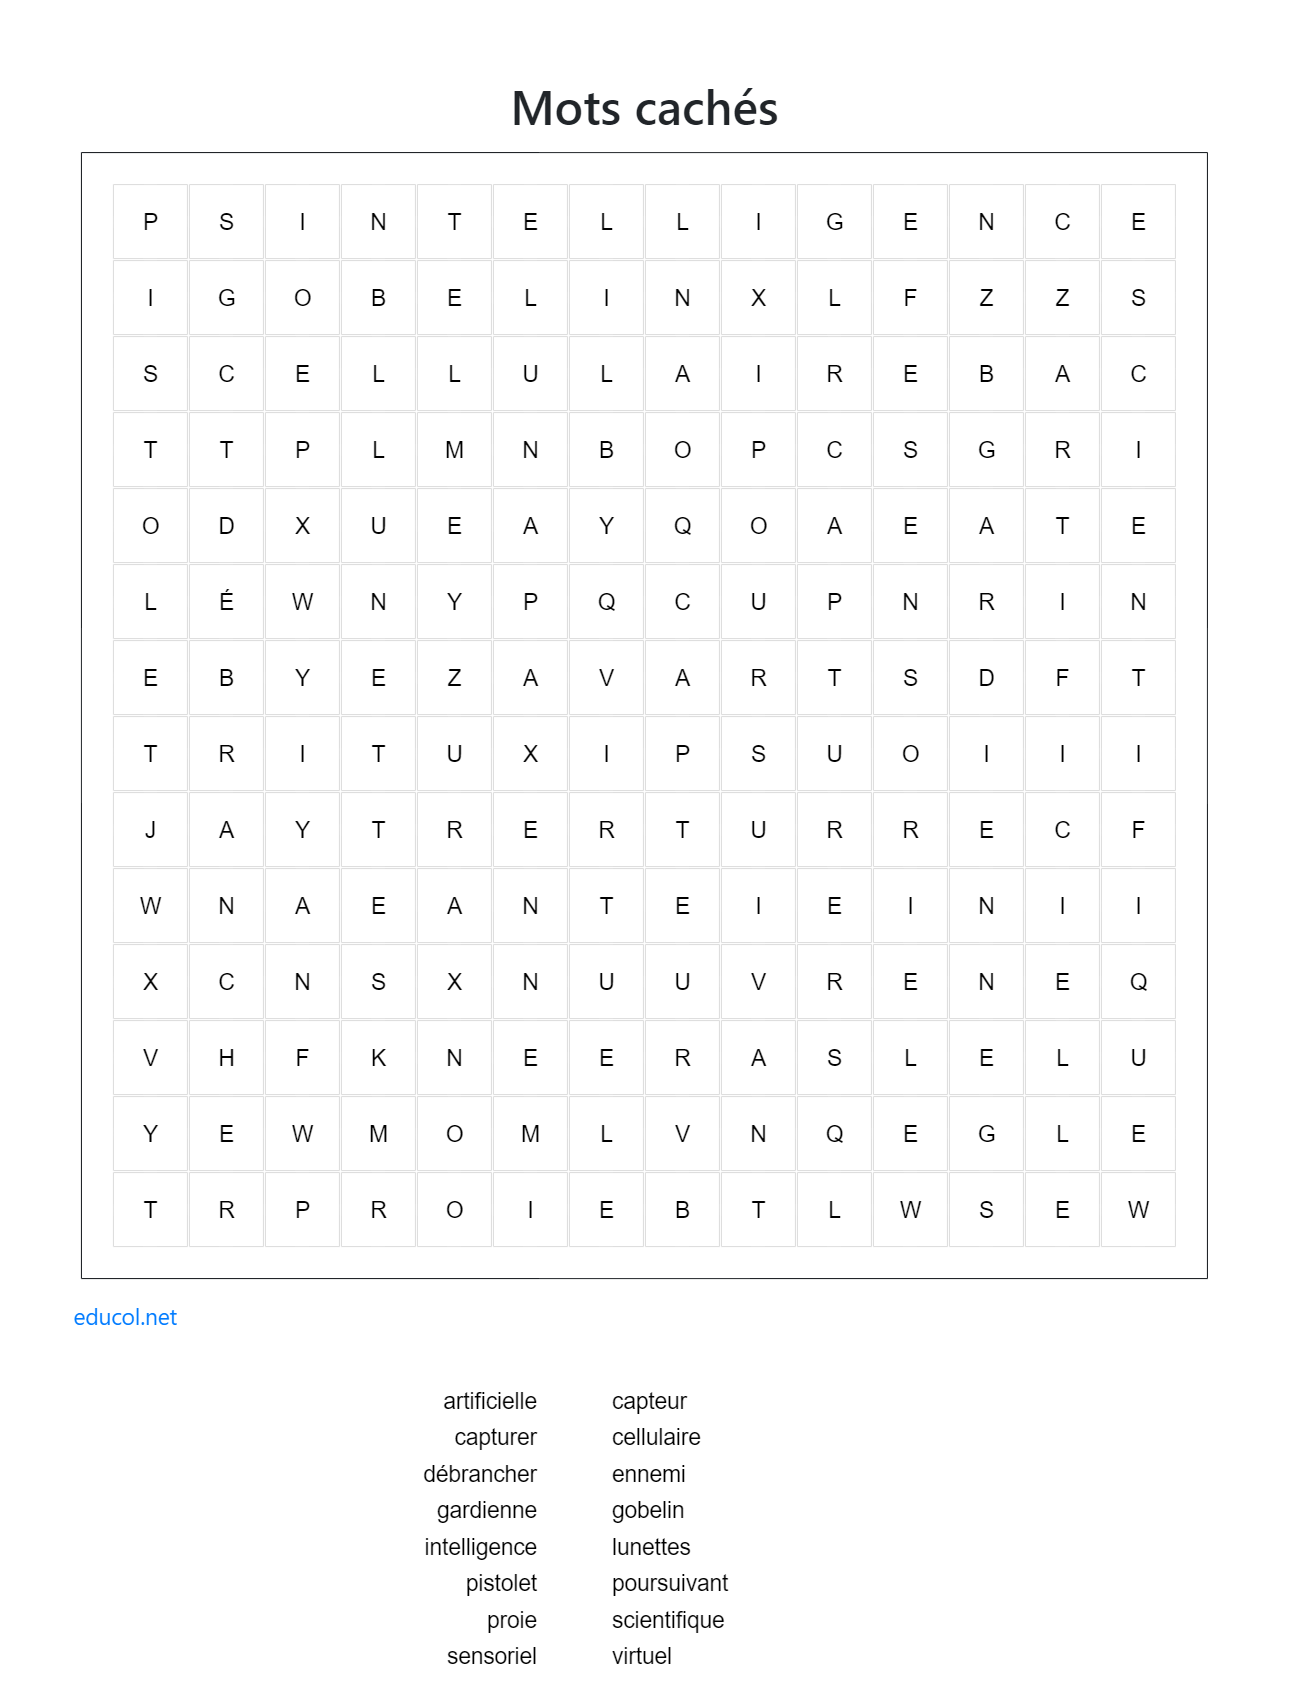 Mots cachés
P S I N T E L L I G E N C E
I G O B E L I N X L F Z Z S
S C E L L U L A I R E B A C
T T P L M N B O P C S G R I
O D X U E A Y Q O A E A T E
L É W N Y P Q C U P N R I N
E B Y E Z A V A R T S D F T
T R I T U X I P S U O I I I
J A Y T R E R T U R R E C F
W N A E A N T E I E I N I I
X C N S X N U U V R E N E Q
V H F K N E E R A S L E L U
Y E W M O M L V N Q E G L E
T R P R O I E B T L W S E W
educol.net
artificielle capteur
capturer cellulaire
débrancher ennemi
gardienne gobelin
intelligence lunettes
pistolet poursuivant
proie scientifique
sensoriel virtuel